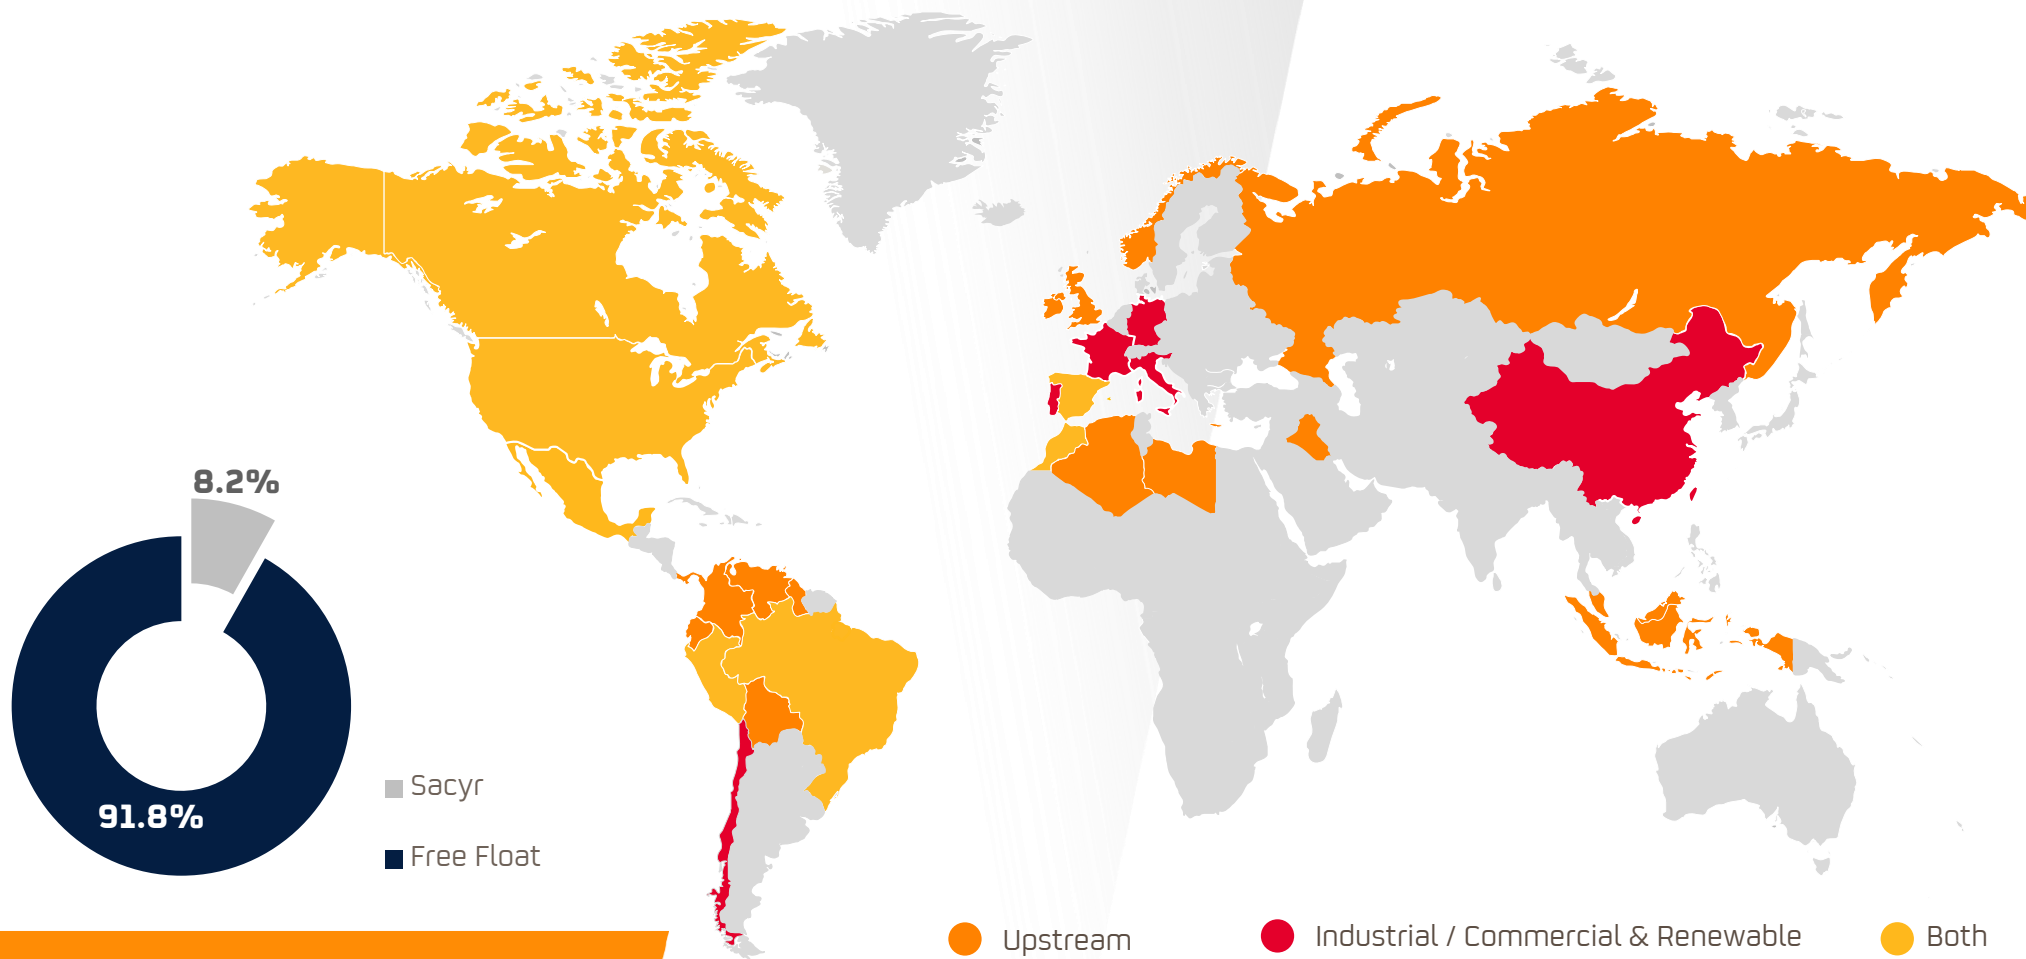 8.2%
91.8%
Sacyr
Free Float
Upstream
Industrial / Commercial & Renewable
Both